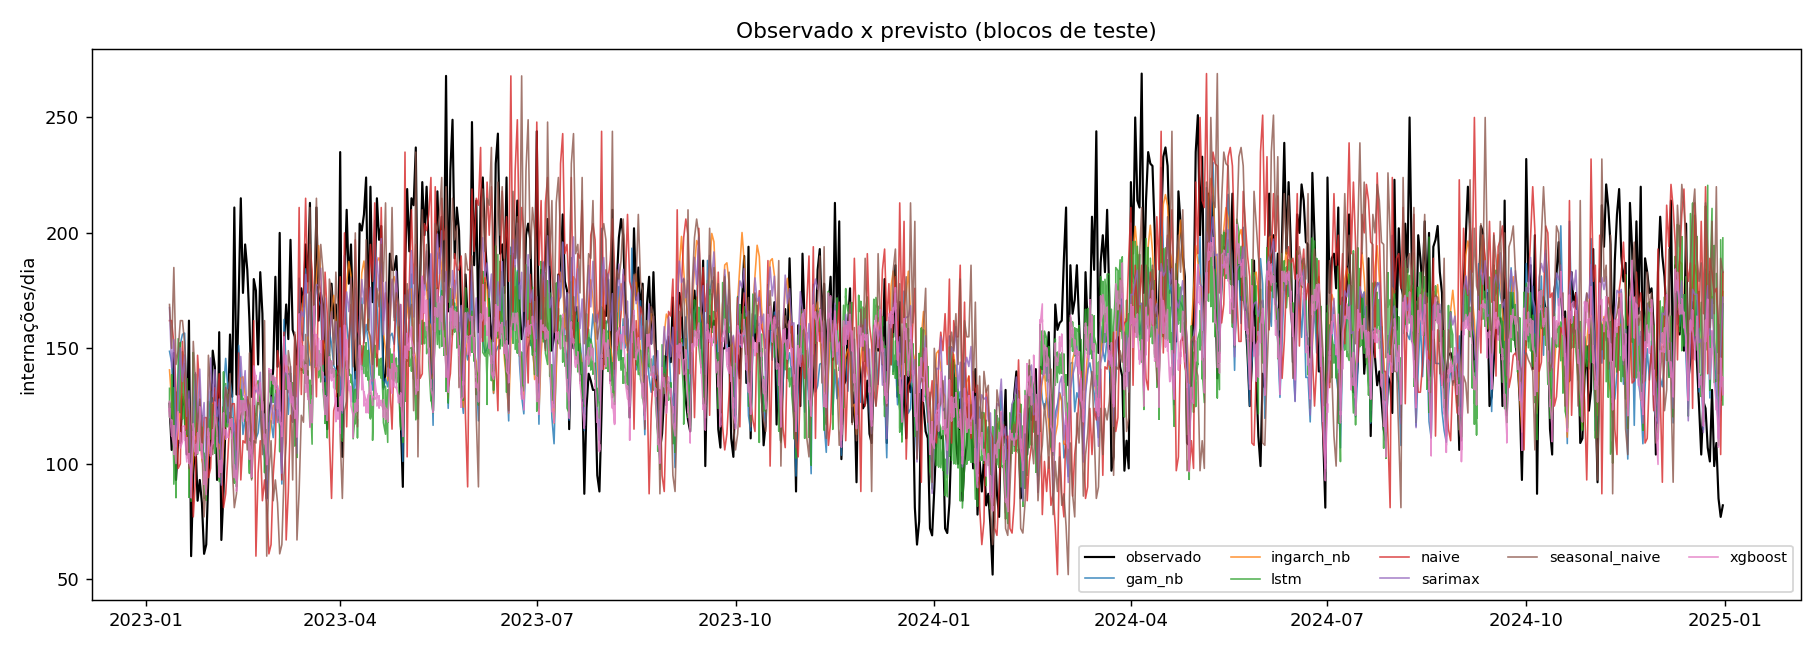 Observado x previsto (blocos de teste)
internações/dia
250
200
150
100
50
observado ingarch_nb naive seasonal_naive xgboost
gam_nb lstm sarimax
2023-01 2023-04 2023-07 2023-10 2024-01 2024-04 2024-07 2024-10 2025-01